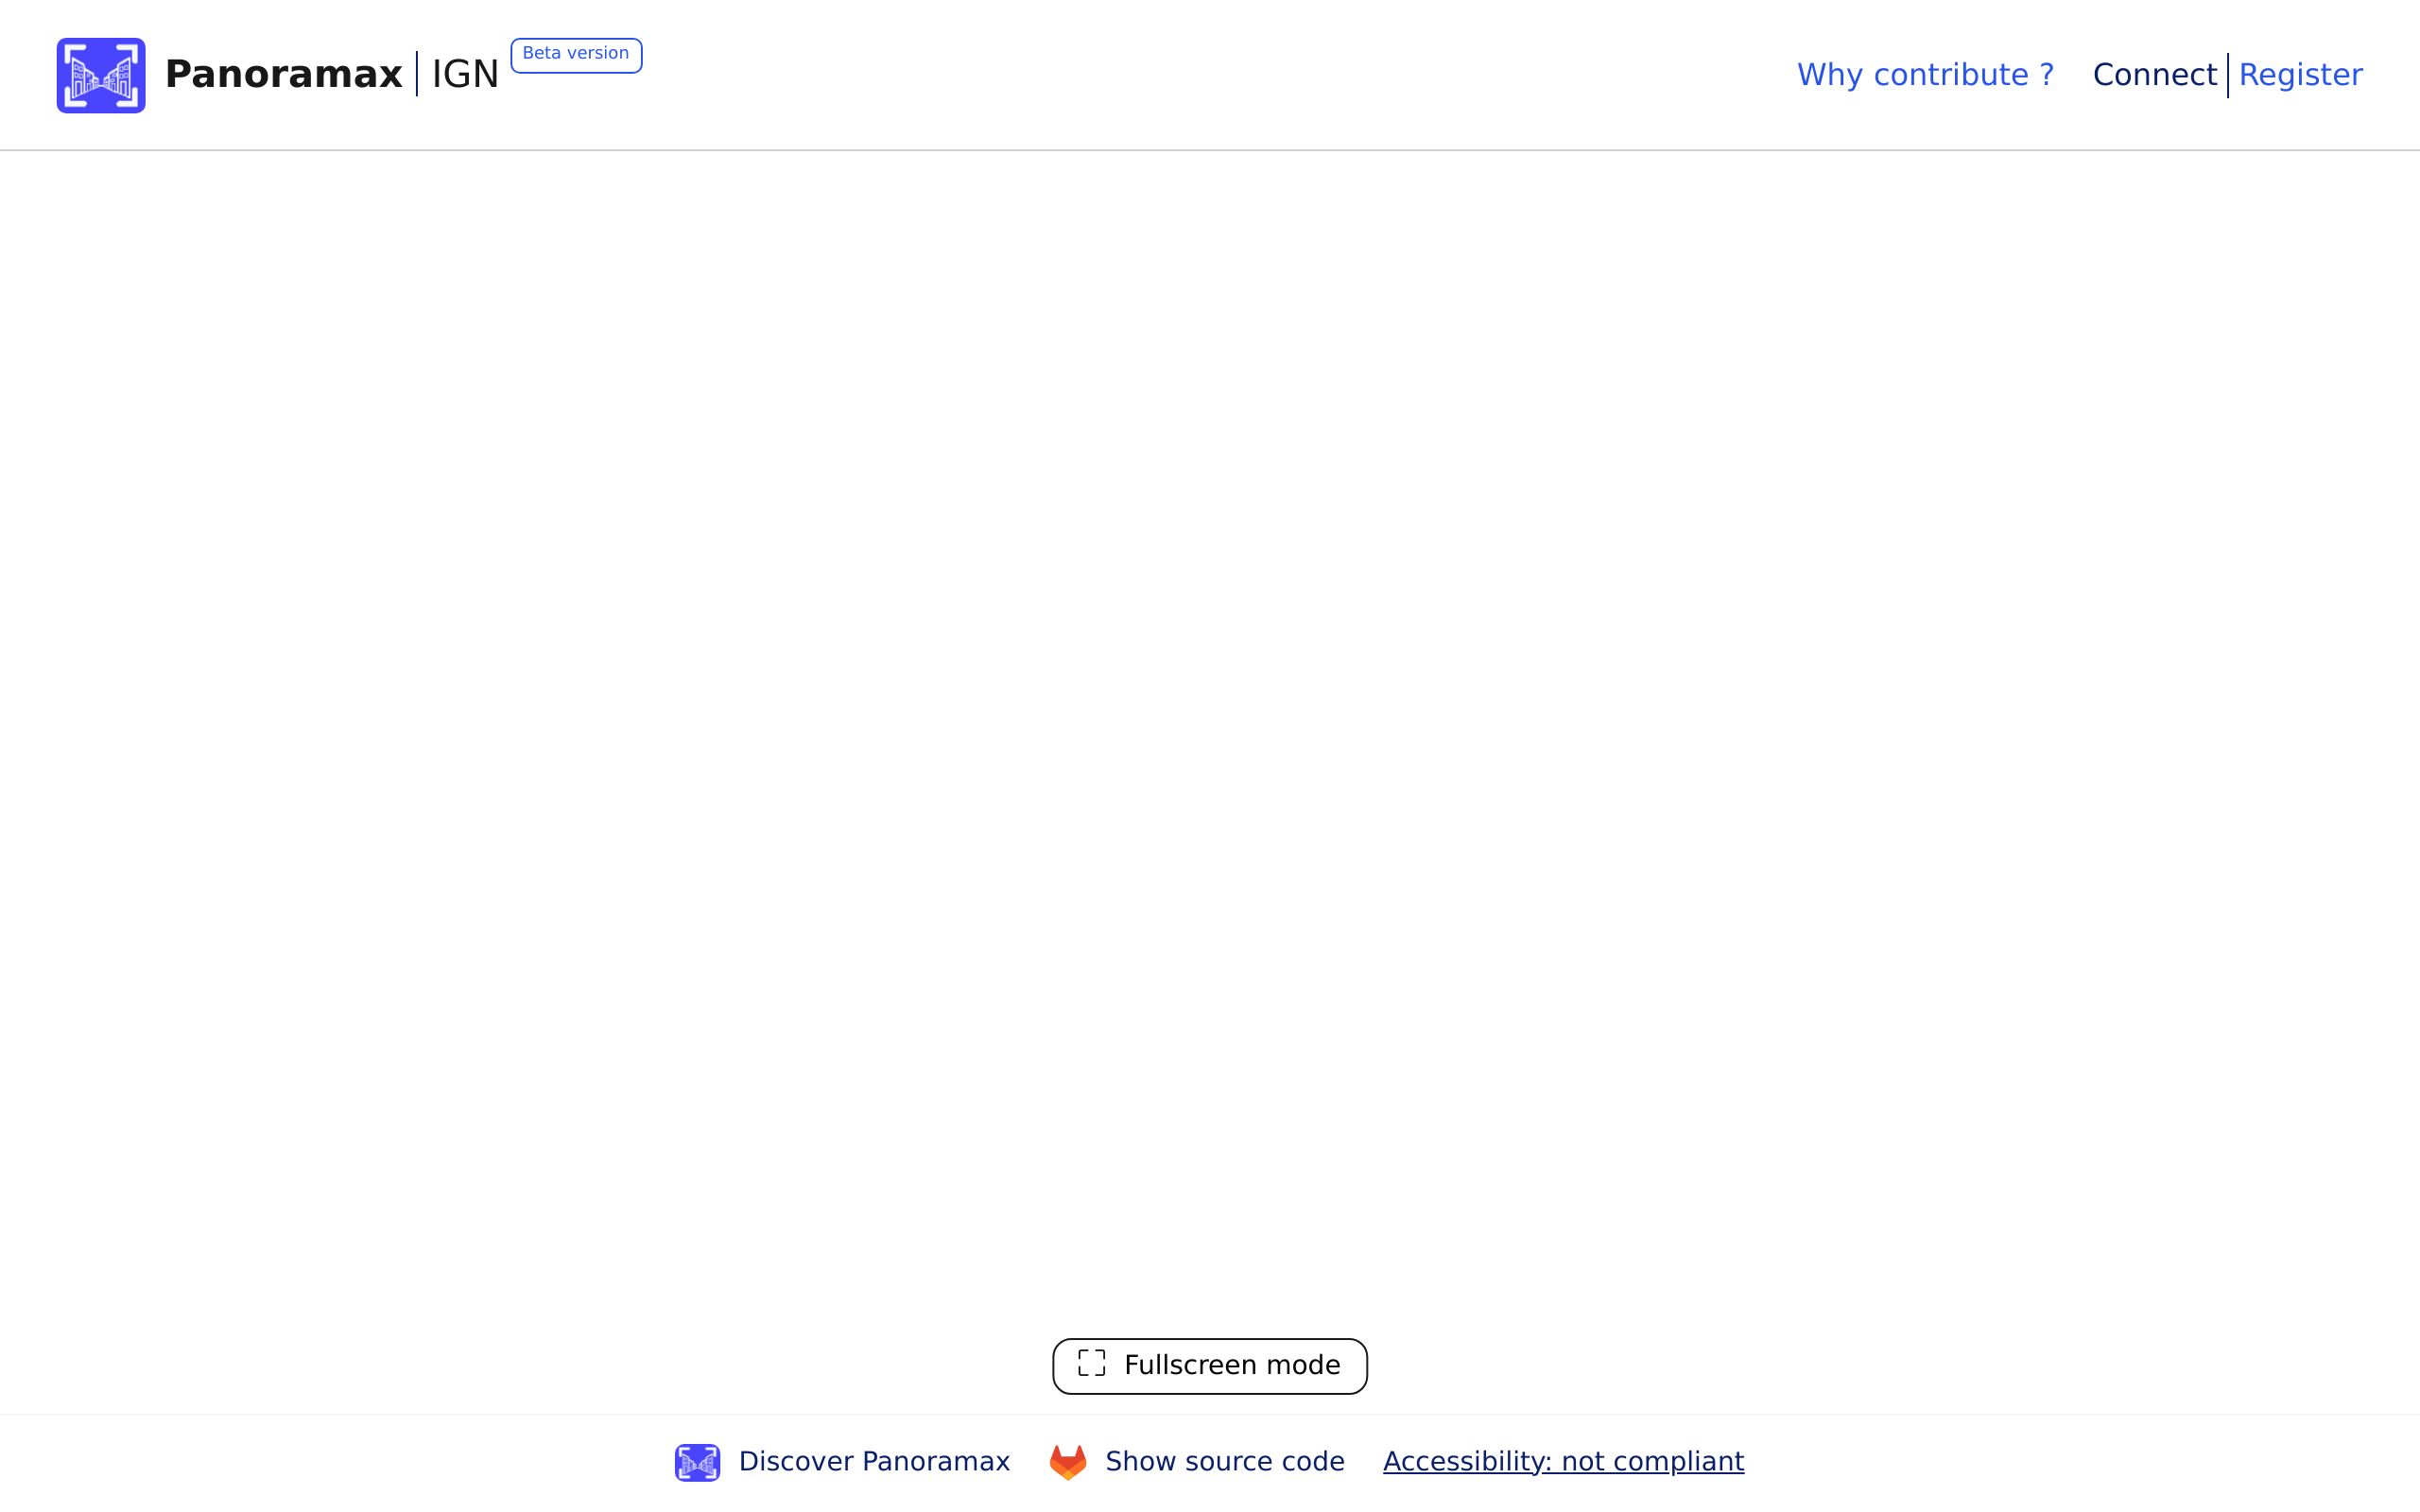 Panoramax IGN Beta version
Why contribute ? Connect Register
Fullscreen mode
Discover Panoramax Show source code Accessibility: not compliant